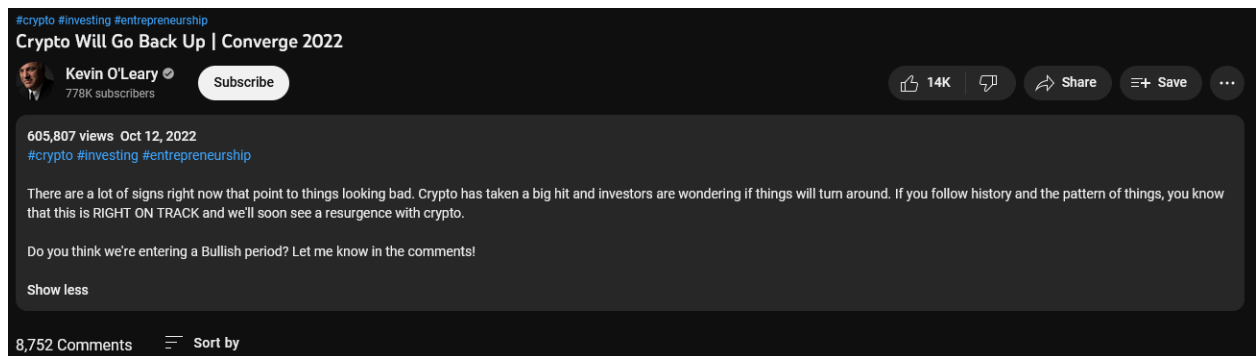 #crypto #investing #entrepreneurship
Crypto Will Go Back Up | Converge 2022
Kevin O'Leary
778K subscribers
Subscribe
14K
Share
Save
605,807 views Oct 12, 2022
#crypto #investing #entrepreneurship
There are a lot of signs right now that point to things looking bad. Crypto has taken a big hit and investors are wondering if things will turn around. If you follow history and the pattern of things, you know
that this is RIGHT ON TRACK and we'll soon see a resurgence with crypto.
Do you think we're entering a Bullish period? Let me know in the comments!
Show less
8,752 Comments
Sort by